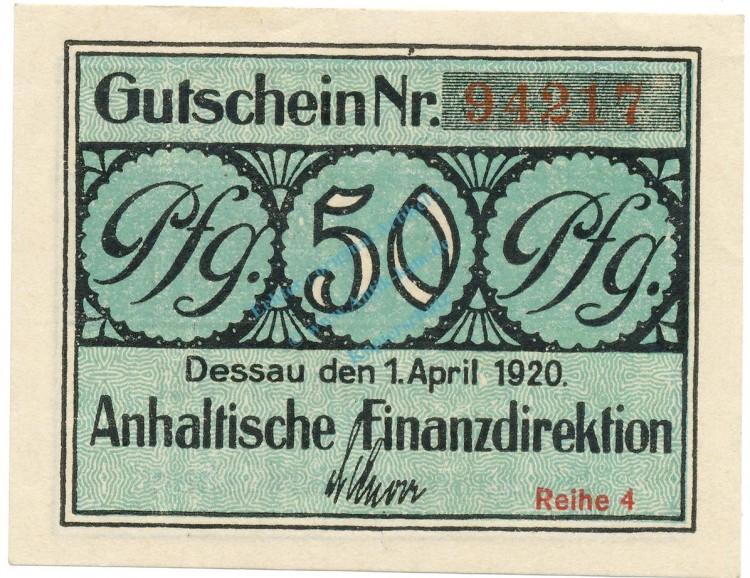 Gutschein Nr. 94217
Pfg. 50 Pfg.
Dessau den 1. April 1920.
Anhaltische Finanzdirektion
Reihe 4